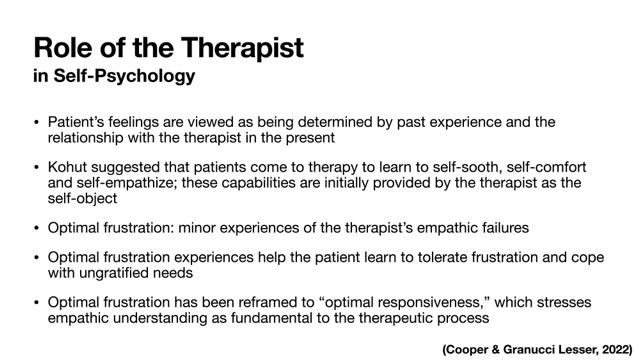 Role of the Therapist
in Self-Psychology
• Patient’s feelings are viewed as being determined by past experience and the
relationship with the therapist in the present
• Kohut suggested that patients come to therapy to learn to self-sooth, self-comfort
and self-empathize; these capabilities are initially provided by the therapist as the
self-object
• Optimal frustration: minor experiences of the therapist’s empathic failures
• Optimal frustration experiences help the patient learn to tolerate frustration and cope
with ungratified needs
• Optimal frustration has been reframed to “optimal responsiveness,” which stresses
empathic understanding as fundamental to the therapeutic process
(Cooper & Granucci Lesser, 2022)